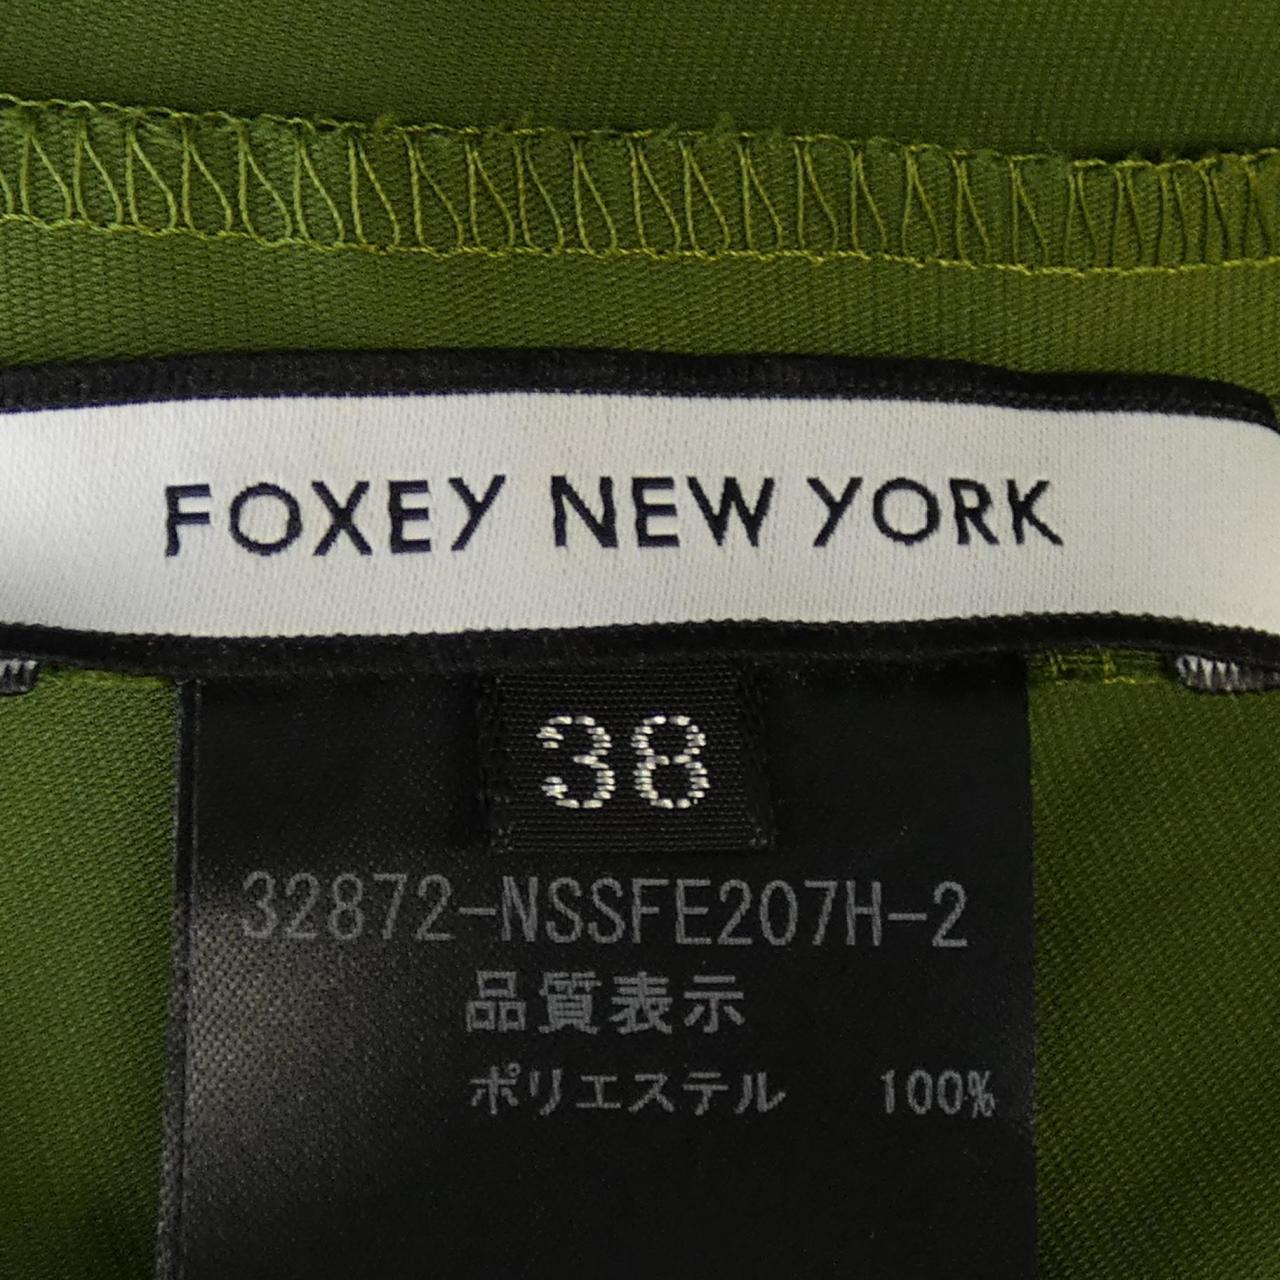 FOXEY NEW YORK
38
32872-NSSFE207H-2
品質表示
ポリエステル 100%